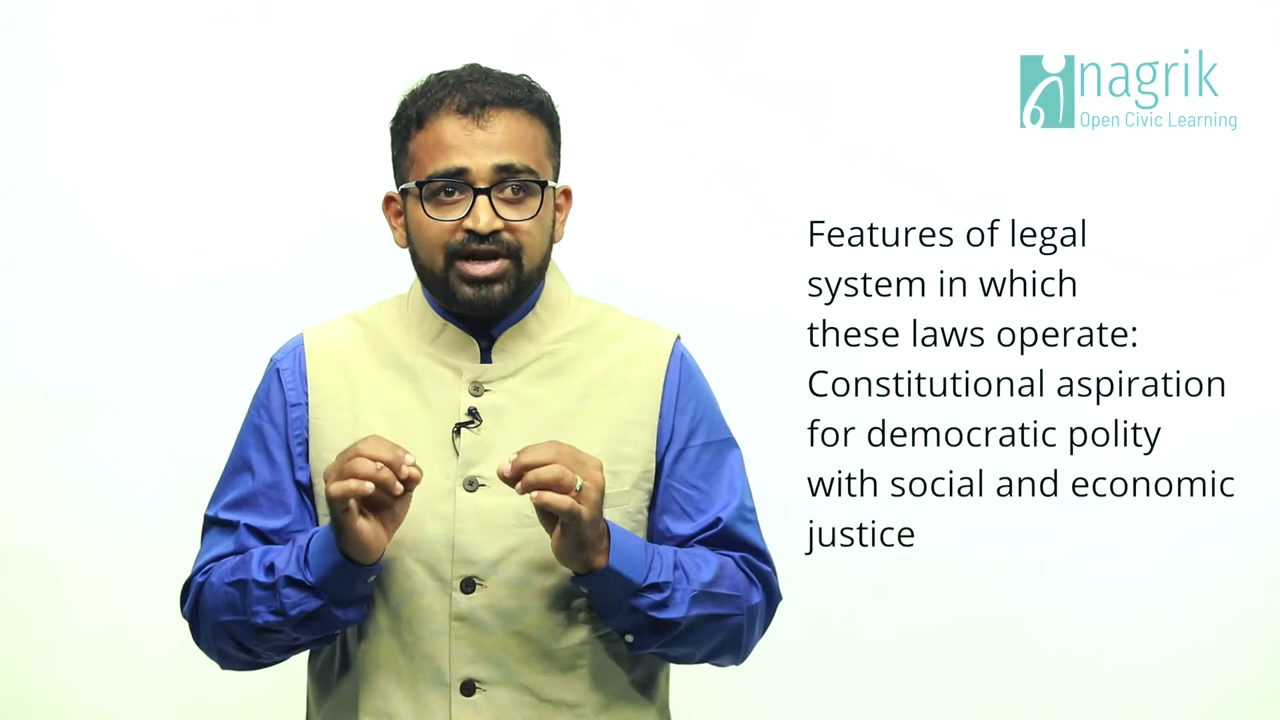 nagrik
Open Civic Learning
Features of legal
system in which
these laws operate:
Constitutional aspiration
for democratic polity
with social and economic
justice